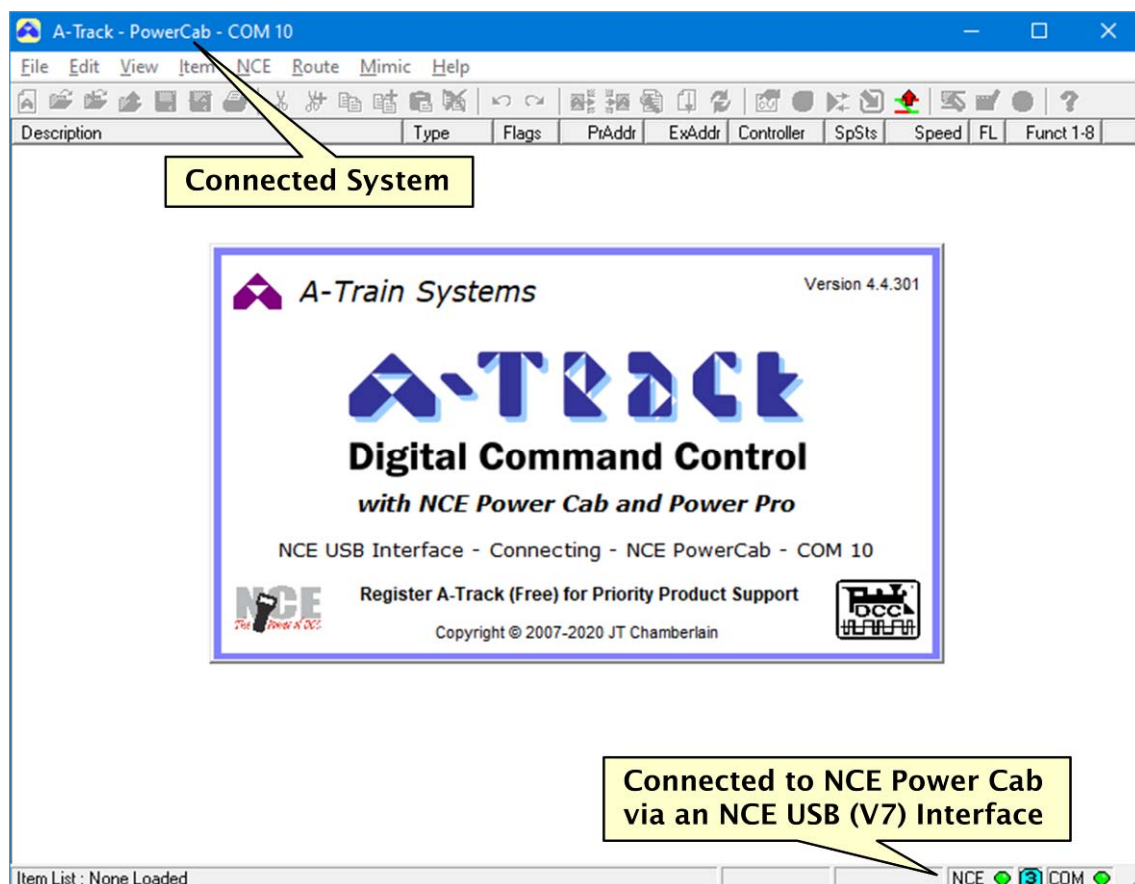 A-Track - PowerCab - COM 10
File Edit View Item NCE Route Mimic Help
Description Type Flags PrAddr ExAddr Controller SpSts Speed FL Funct 1-8
Connected System
A-Train Systems
Version 4.4.301
A-Track
Digital Command Control
with NCE Power Cab and Power Pro
NCE USB Interface - Connecting - NCE PowerCab - COM 10
NCE
The Power of DCC
Register A-Track (Free) for Priority Product Support
Copyright © 2007-2020 JT Chamberlain
DCC
Connected to NCE Power Cab
via an NCE USB (V7) Interface
Item List : None Loaded
NCE 3 COM